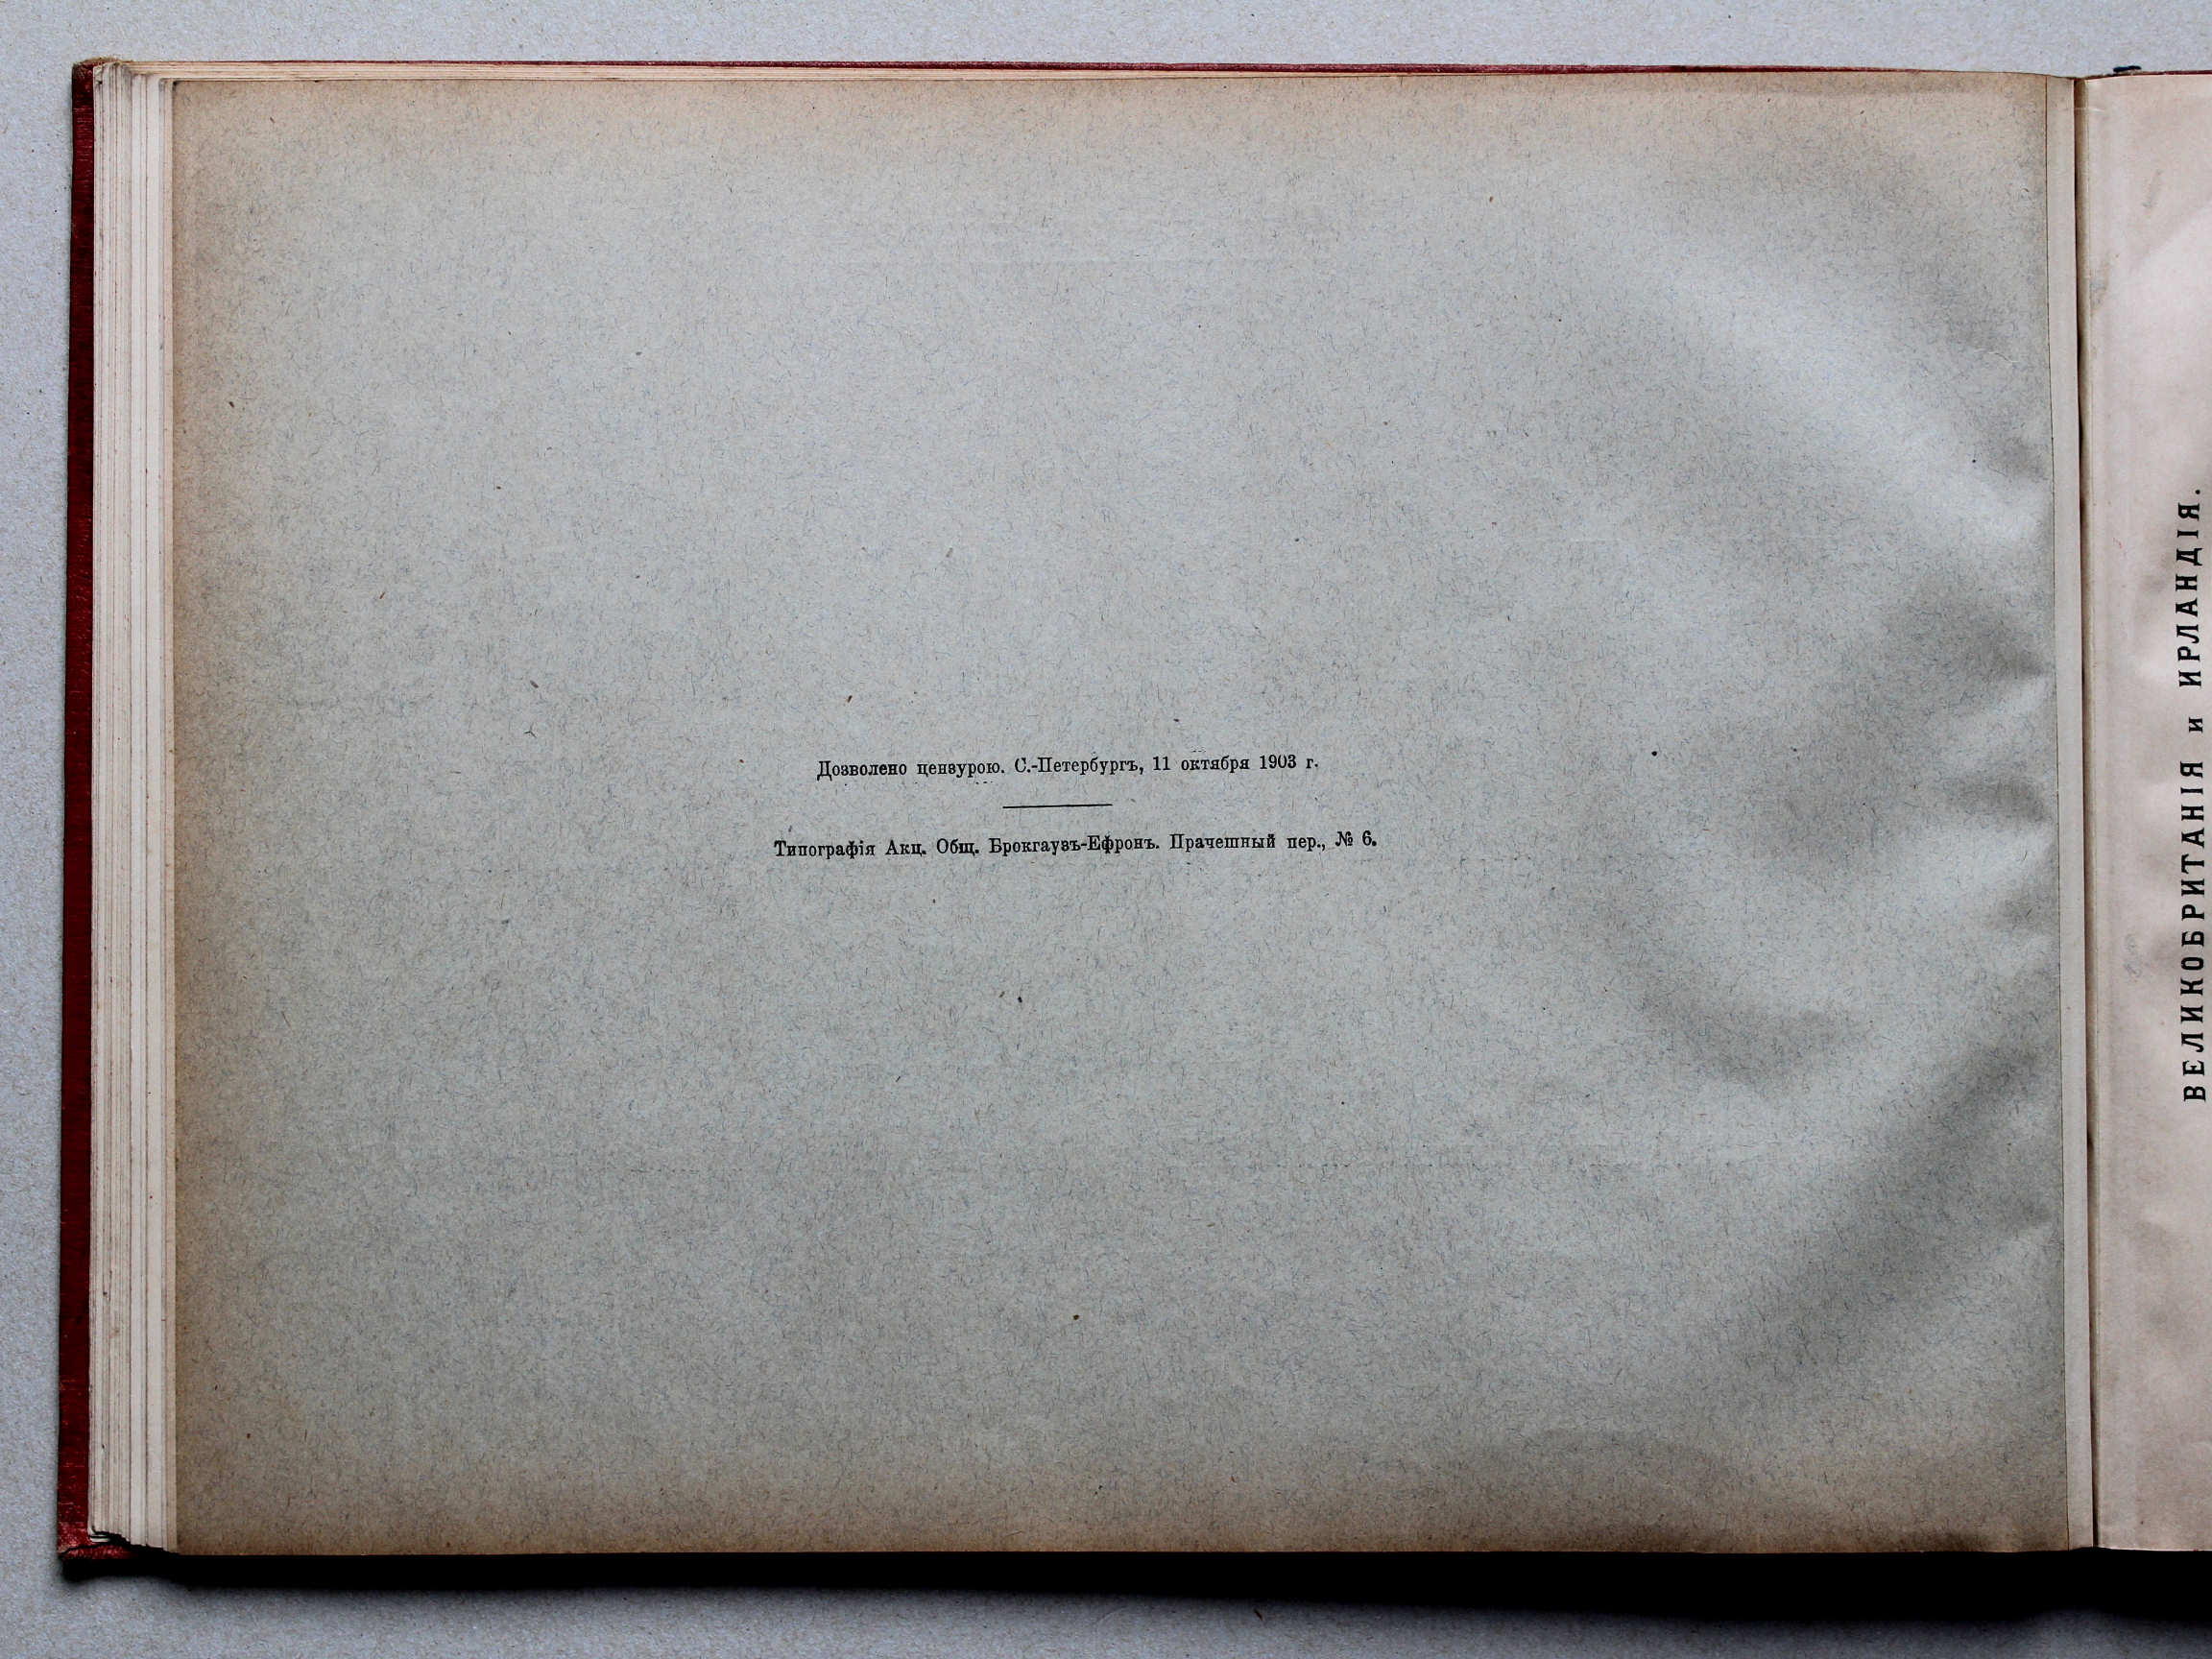 Дозволено цензурою. С.-Петербургъ, 11 октября 1903 г.
Типографія Акц. Общ. Брокгаузъ-Ефронъ. Прачешный пер., № 6.
ВЕЛИКОБРИТАНІЯ и ИРЛАНДІЯ.